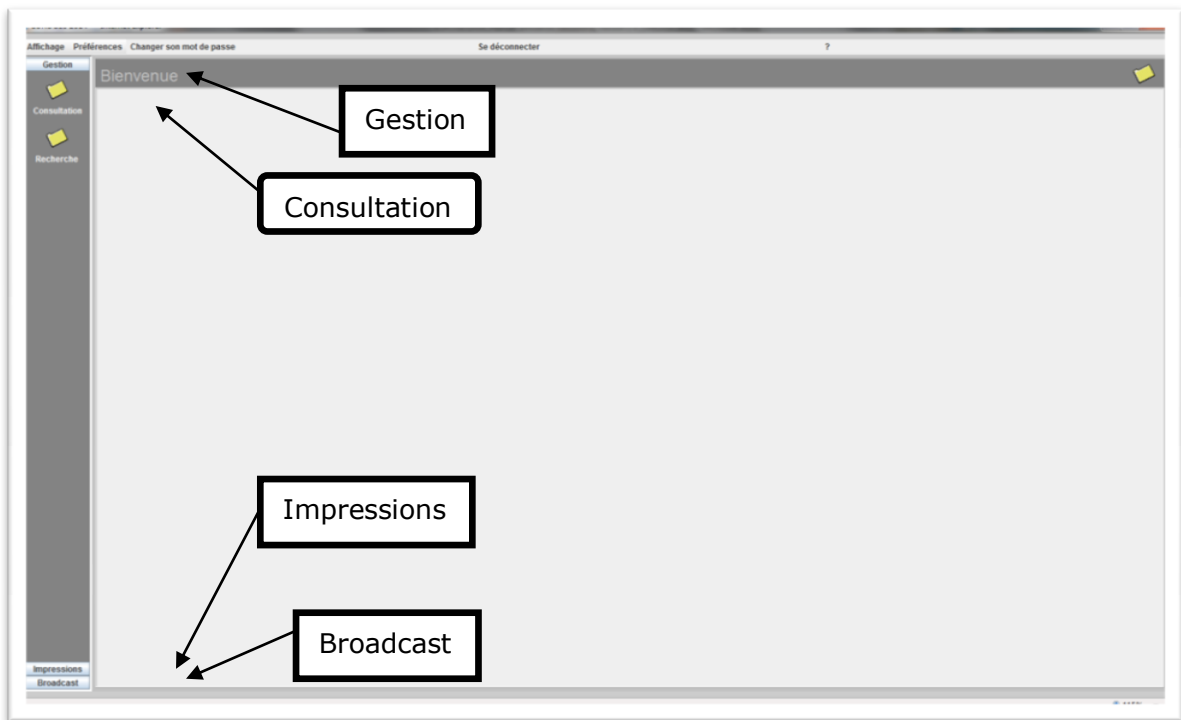 Affichage Préférences Changer son mot de passe Se déconnecter ?
Gestion
Bienvenue
Consultation
Recherche
Gestion
Consultation
Impressions
Broadcast
Impressions
Broadcast